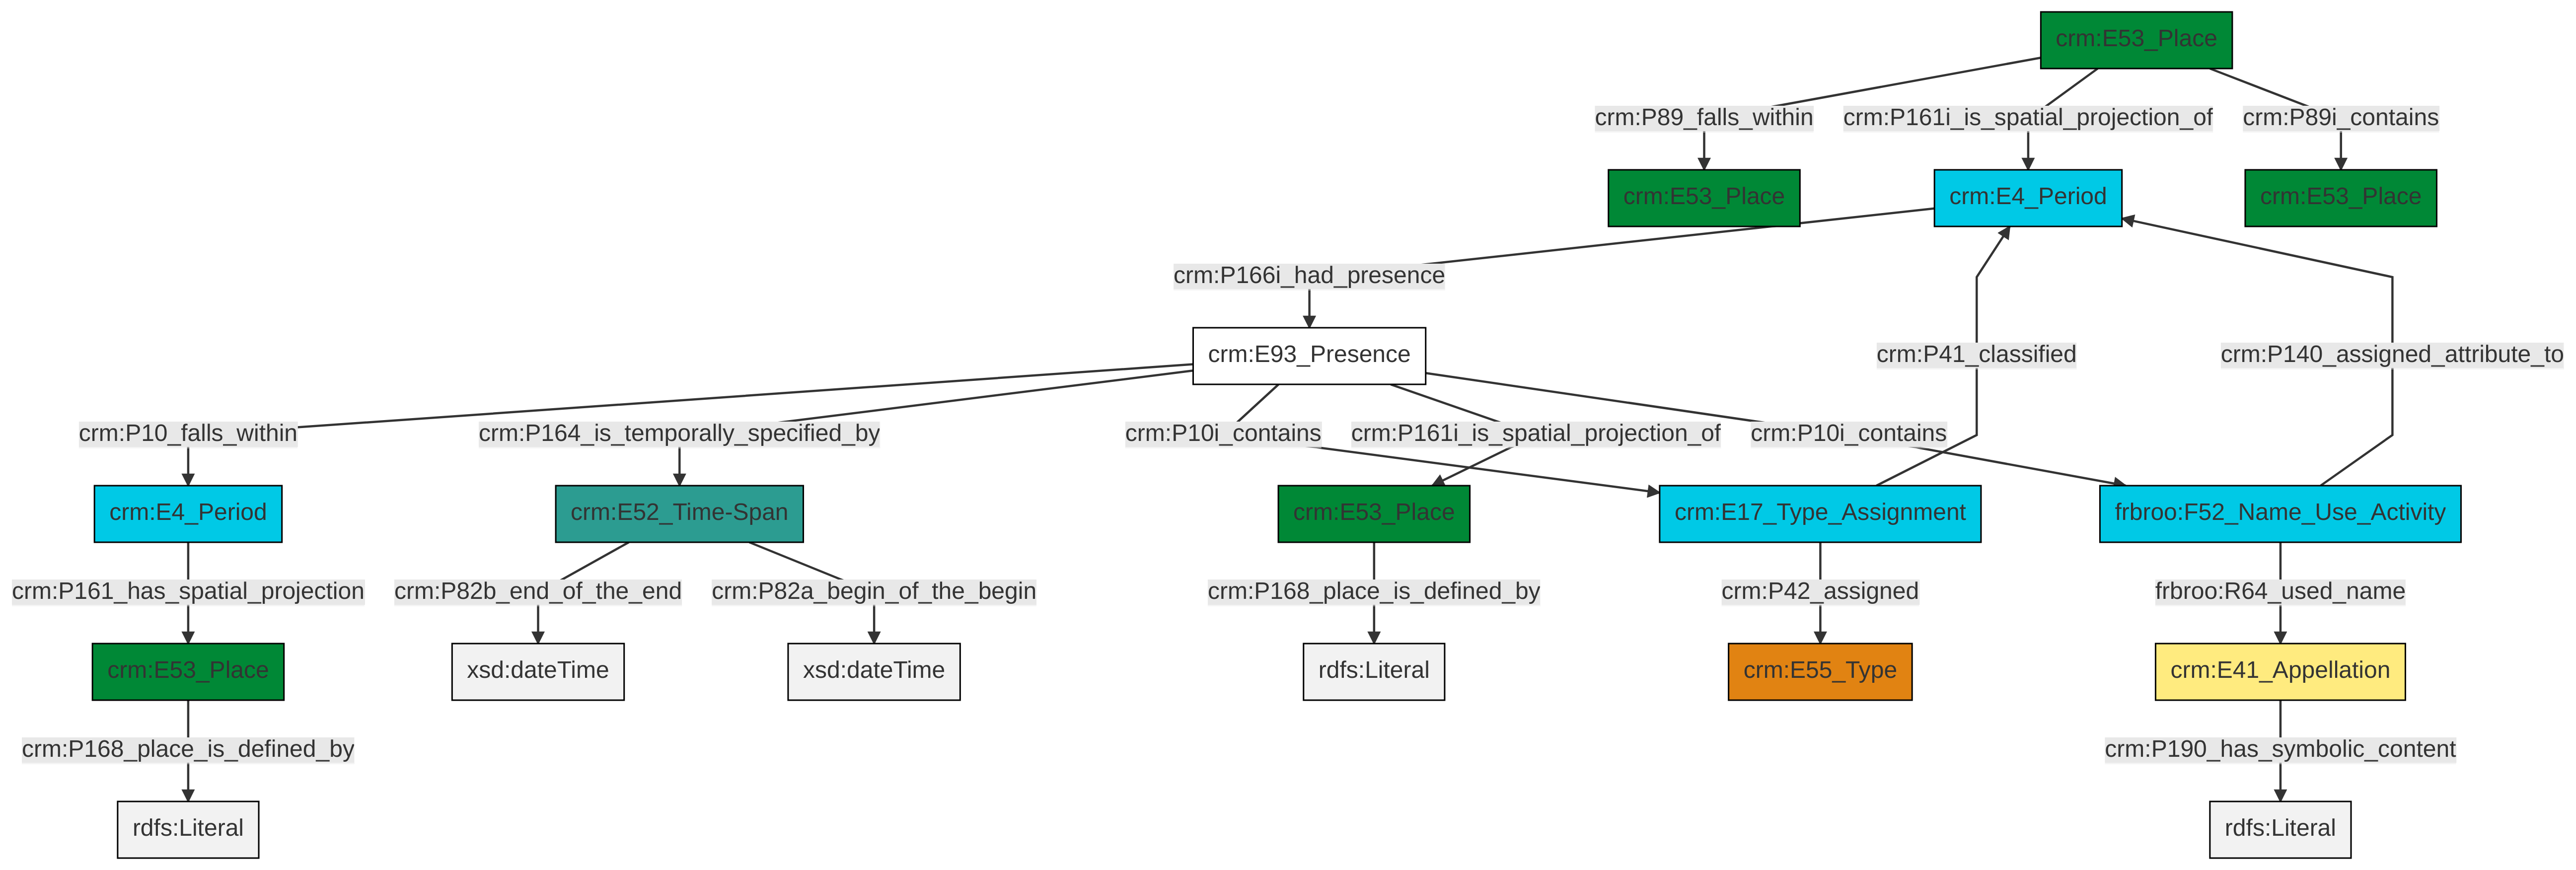 crm:E53_Place
crm:P89_falls_within
crm:P161i_is_spatial_projection_of
crm:P89i_contains
crm:E53_Place
crm:E4_Period
crm:E53_Place
crm:P166i_had_presence
crm:E93_Presence
crm:P41_classified
crm:P140_assigned_attribute_to
crm:P10_falls_within
crm:P164_is_temporally_specified_by
crm:P10i_contains
crm:P161i_is_spatial_projection_of
crm:P10i_contains
crm:E4_Period
crm:E52_Time-Span
crm:E53_Place
crm:E17_Type_Assignment
frbroo:F52_Name_Use_Activity
crm:P161_has_spatial_projection
crm:P82b_end_of_the_end
crm:P82a_begin_of_the_begin
crm:P168_place_is_defined_by
crm:P42_assigned
frbroo:R64_used_name
crm:E53_Place
xsd:dateTime
xsd:dateTime
rdfs:Literal
crm:E55_Type
crm:E41_Appellation
crm:P168_place_is_defined_by
crm:P190_has_symbolic_content
rdfs:Literal
rdfs:Literal